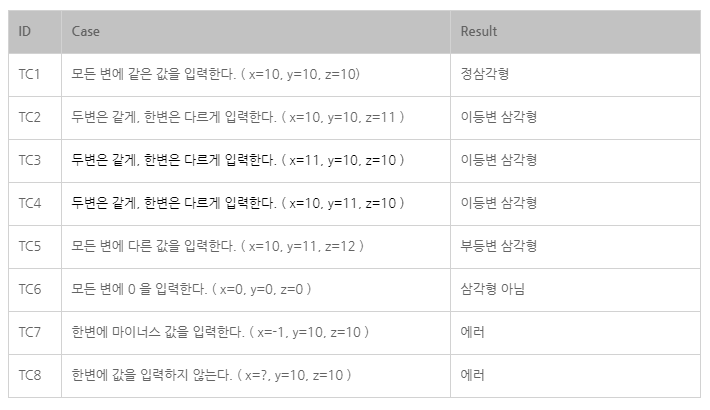 ID Case Result
TC1 모든 변에 같은 값을 입력한다. ( x=10, y=10, z=10) 정삼각형
TC2 두변은 같게, 한변은 다르게 입력한다. ( x=10, y=10, z=11 ) 이등변 삼각형
TC3 두변은 같게, 한변은 다르게 입력한다. ( x=11, y=10, z=10 ) 이등변 삼각형
TC4 두변은 같게, 한변은 다르게 입력한다. ( x=10, y=11, z=10 ) 이등변 삼각형
TC5 모든 변에 다른 값을 입력한다. ( x=10, y=11, z=12 ) 부등변 삼각형
TC6 모든 변에 0 을 입력한다. ( x=0, y=0, z=0 ) 삼각형 아님
TC7 한변에 마이너스 값을 입력한다. ( x=-1, y=10, z=10 ) 에러
TC8 한변에 값을 입력하지 않는다. ( x=?, y=10, z=10 ) 에러